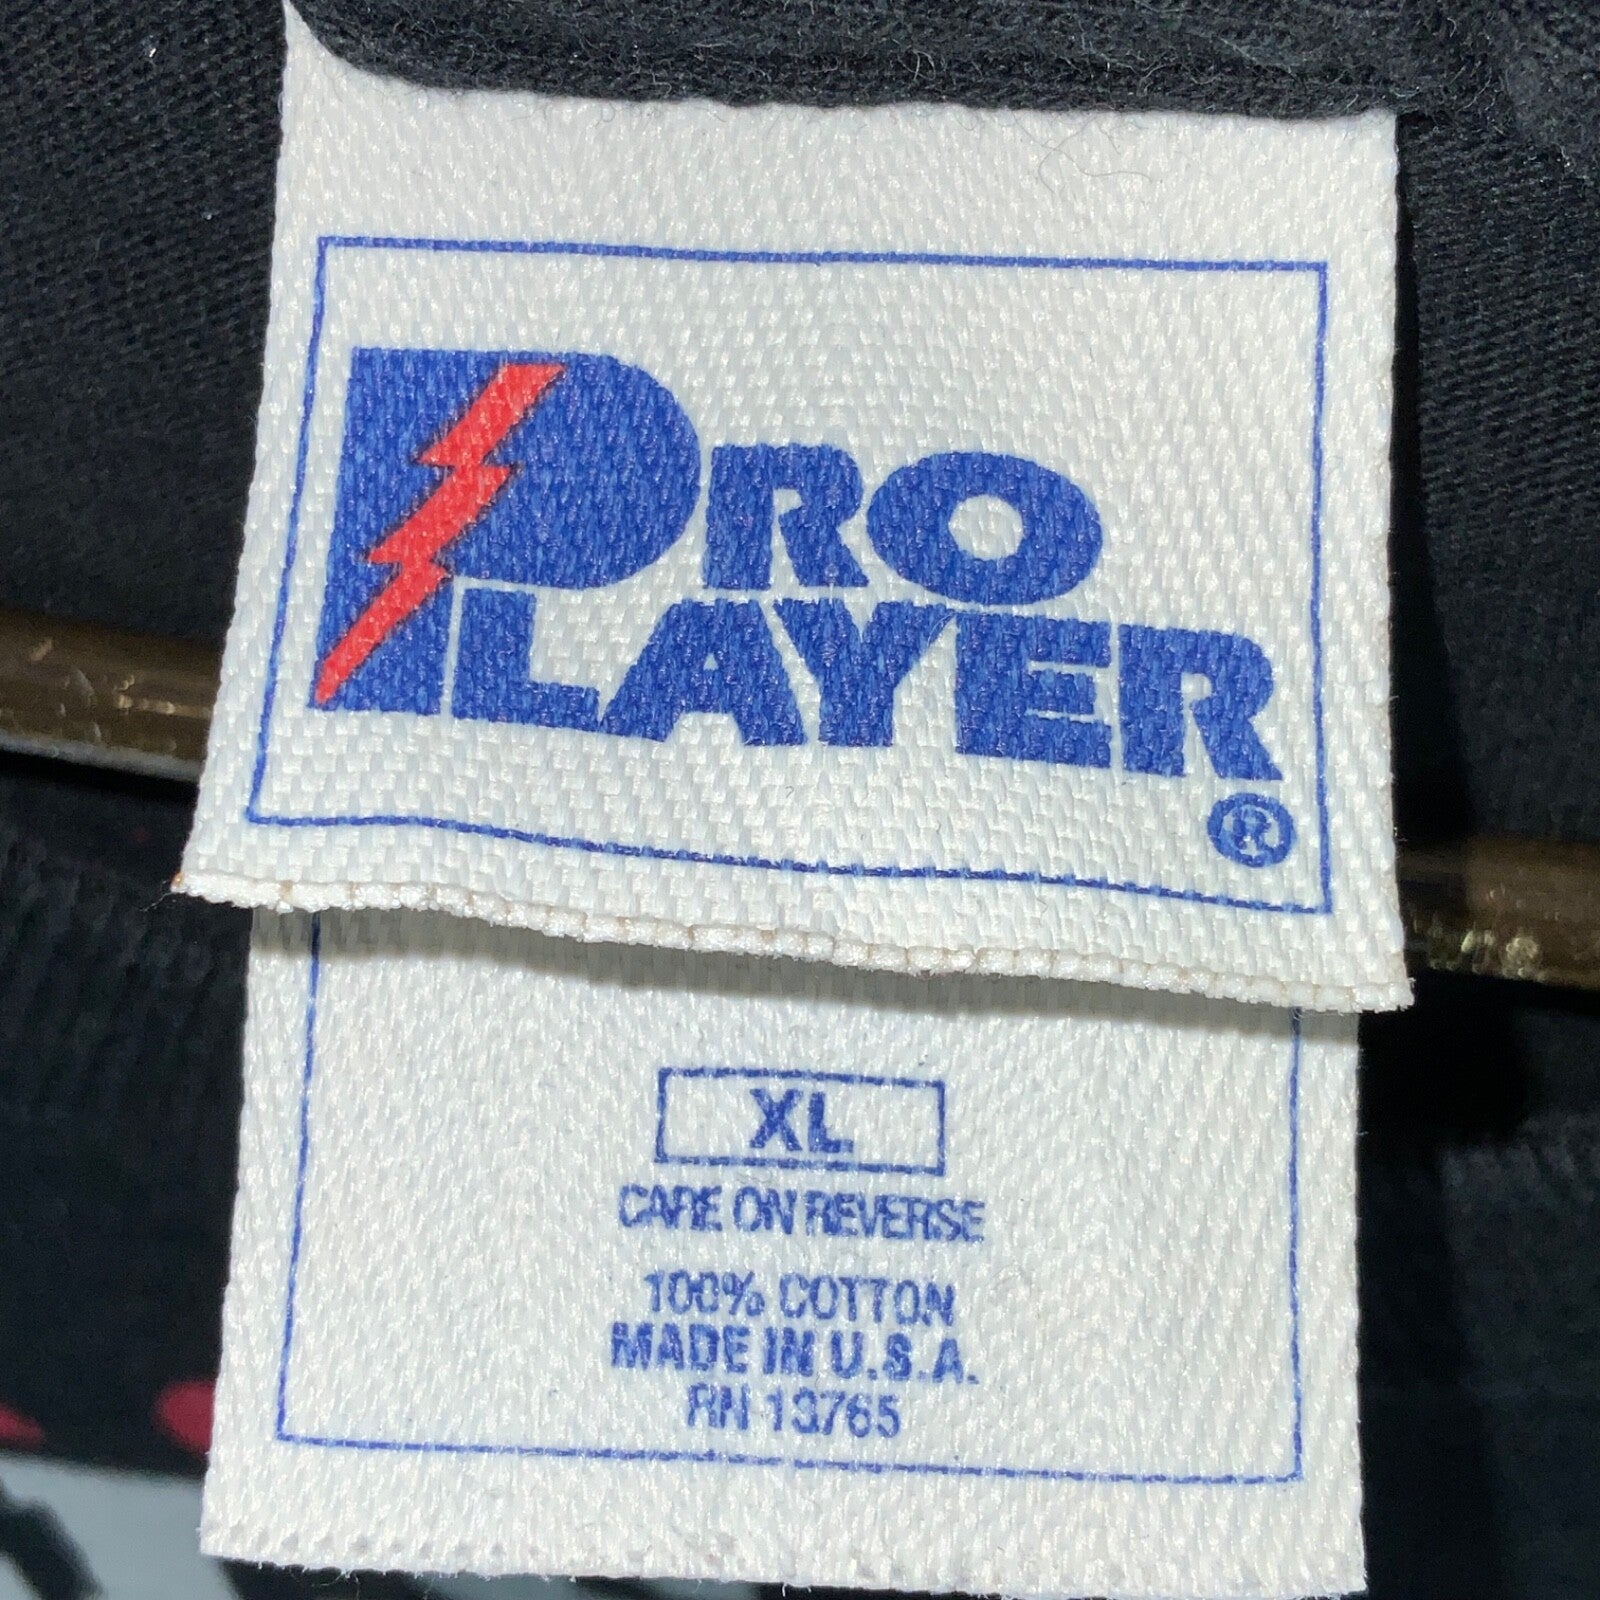 PRO
PLAYER
®
XL
CARE ON REVERSE
100% COTTON
MADE IN U.S.A.
RN 13765